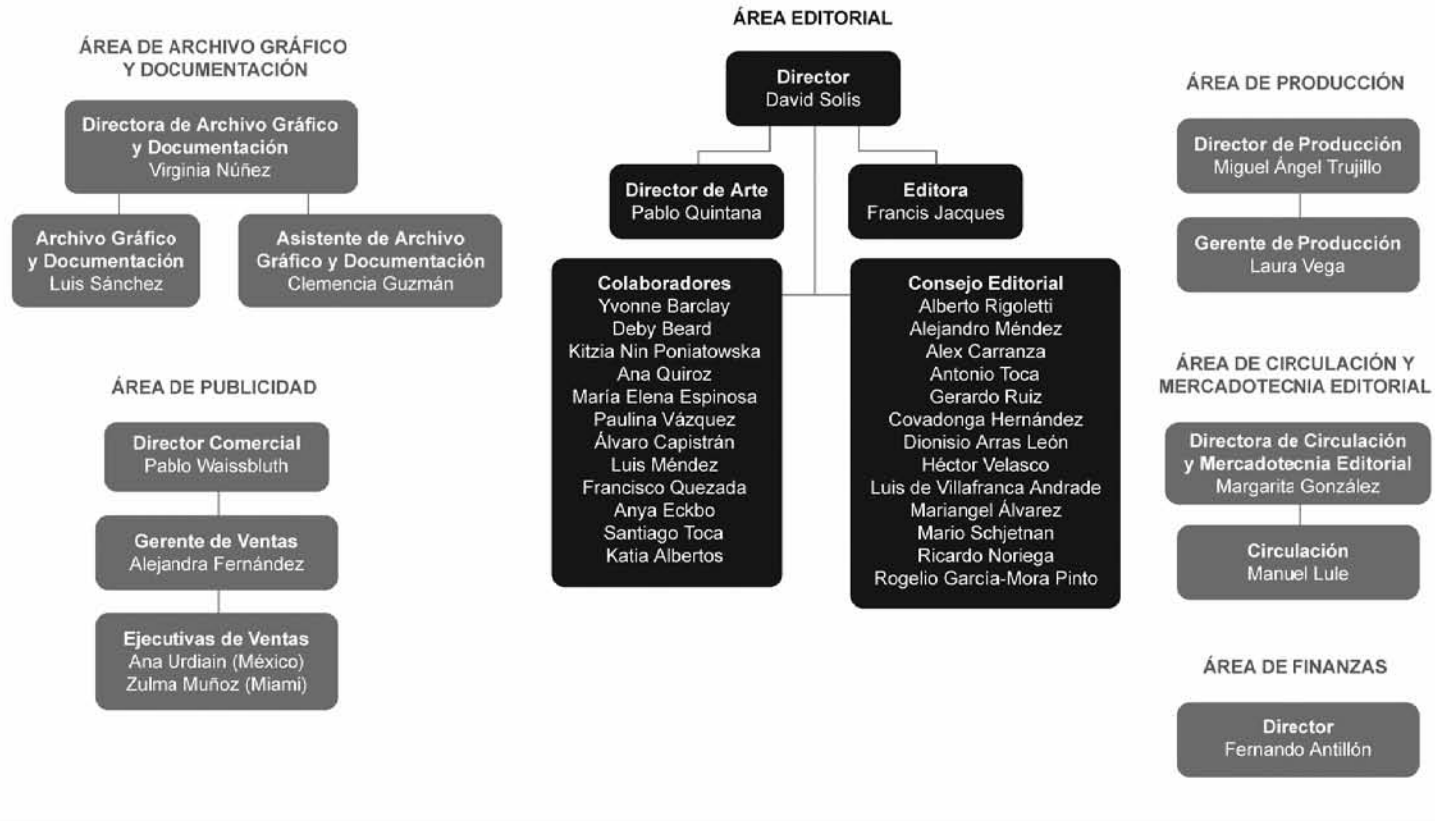 ÁREA DE ARCHIVO GRÁFICO
Y DOCUMENTACIÓN
Directora de Archivo Gráfico
y Documentación
Virginia Núñez
Archivo Gráfico
y Documentación
Luis Sánchez
Asistente de Archivo
Gráfico y Documentación
Clemencia Guzmán
ÁREA DE PUBLICIDAD
Director Comercial
Pablo Waissbluth
Gerente de Ventas
Alejandra Fernández
Ejecutivas de Ventas
Ana Urdiain (México)
Zulma Muñoz (Miami)
ÁREA EDITORIAL
Director
David Solís
Director de Arte
Pablo Quintana
Editora
Francis Jacques
Colaboradores
Yvonne Barclay
Deby Beard
Kitzia Nin Poniatowska
Ana Quiroz
María Elena Espinosa
Paulina Vázquez
Álvaro Capistrán
Luis Méndez
Francisco Quezada
Anya Eckbo
Santiago Toca
Katia Albertos
Consejo Editorial
Alberto Rigoletti
Alejandro Méndez
Alex Carranza
Antonio Toca
Gerardo Ruiz
Covadonga Hernández
Dionisio Arras León
Héctor Velasco
Luis de Villafranca Andrade
Mariangel Álvarez
Mario Schjetnan
Ricardo Noriega
Rogelio García-Mora Pinto
ÁREA DE PRODUCCIÓN
Director de Producción
Miguel Ángel Trujillo
Gerente de Producción
Laura Vega
ÁREA DE CIRCULACIÓN Y
MERCADOTECNIA EDITORIAL
Directora de Circulación
y Mercadotecnia Editorial
Margarita González
Circulación
Manuel Lule
ÁREA DE FINANZAS
Director
Fernando Antillón